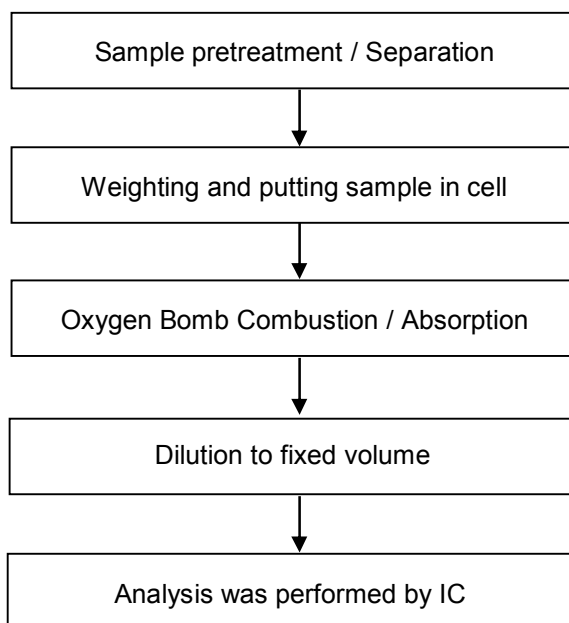 Sample pretreatment / Separation
Weighting and putting sample in cell
Oxygen Bomb Combustion / Absorption
Dilution to fixed volume
Analysis was performed by IC